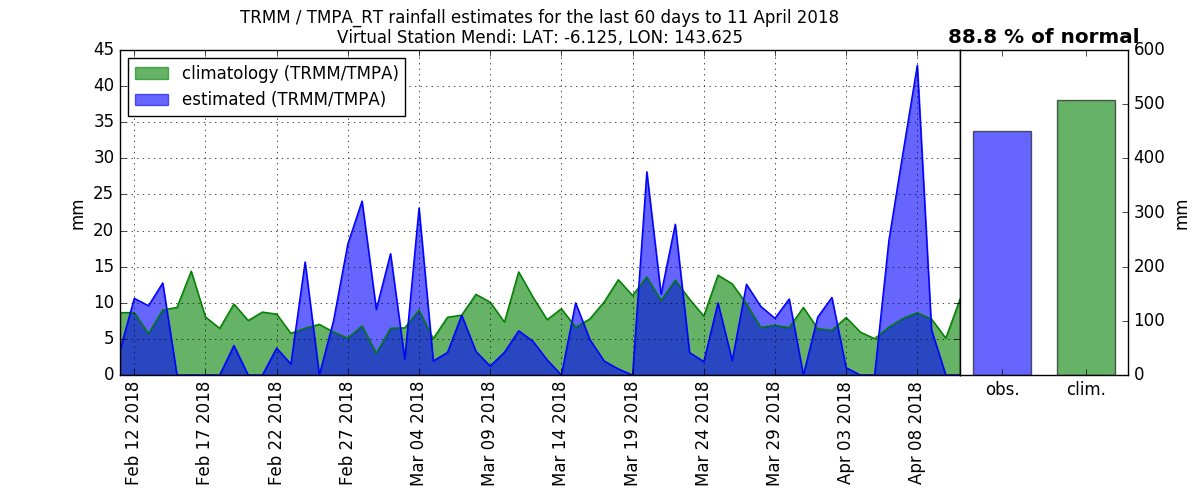 TRMM / TMPA_RT rainfall estimates for the last 60 days to 11 April 2018
Virtual Station Mendi: LAT: -6.125, LON: 143.625
88.8 % of normal
climatology (TRMM/TMPA)
estimated (TRMM/TMPA)
mm
45
40
35
30
25
20
15
10
5
0
Feb 12 2018
Feb 17 2018
Feb 22 2018
Feb 27 2018
Mar 04 2018
Mar 09 2018
Mar 14 2018
Mar 19 2018
Mar 24 2018
Mar 29 2018
Apr 03 2018
Apr 08 2018
600
500
400
300
200
100
0
mm
obs.
clim.